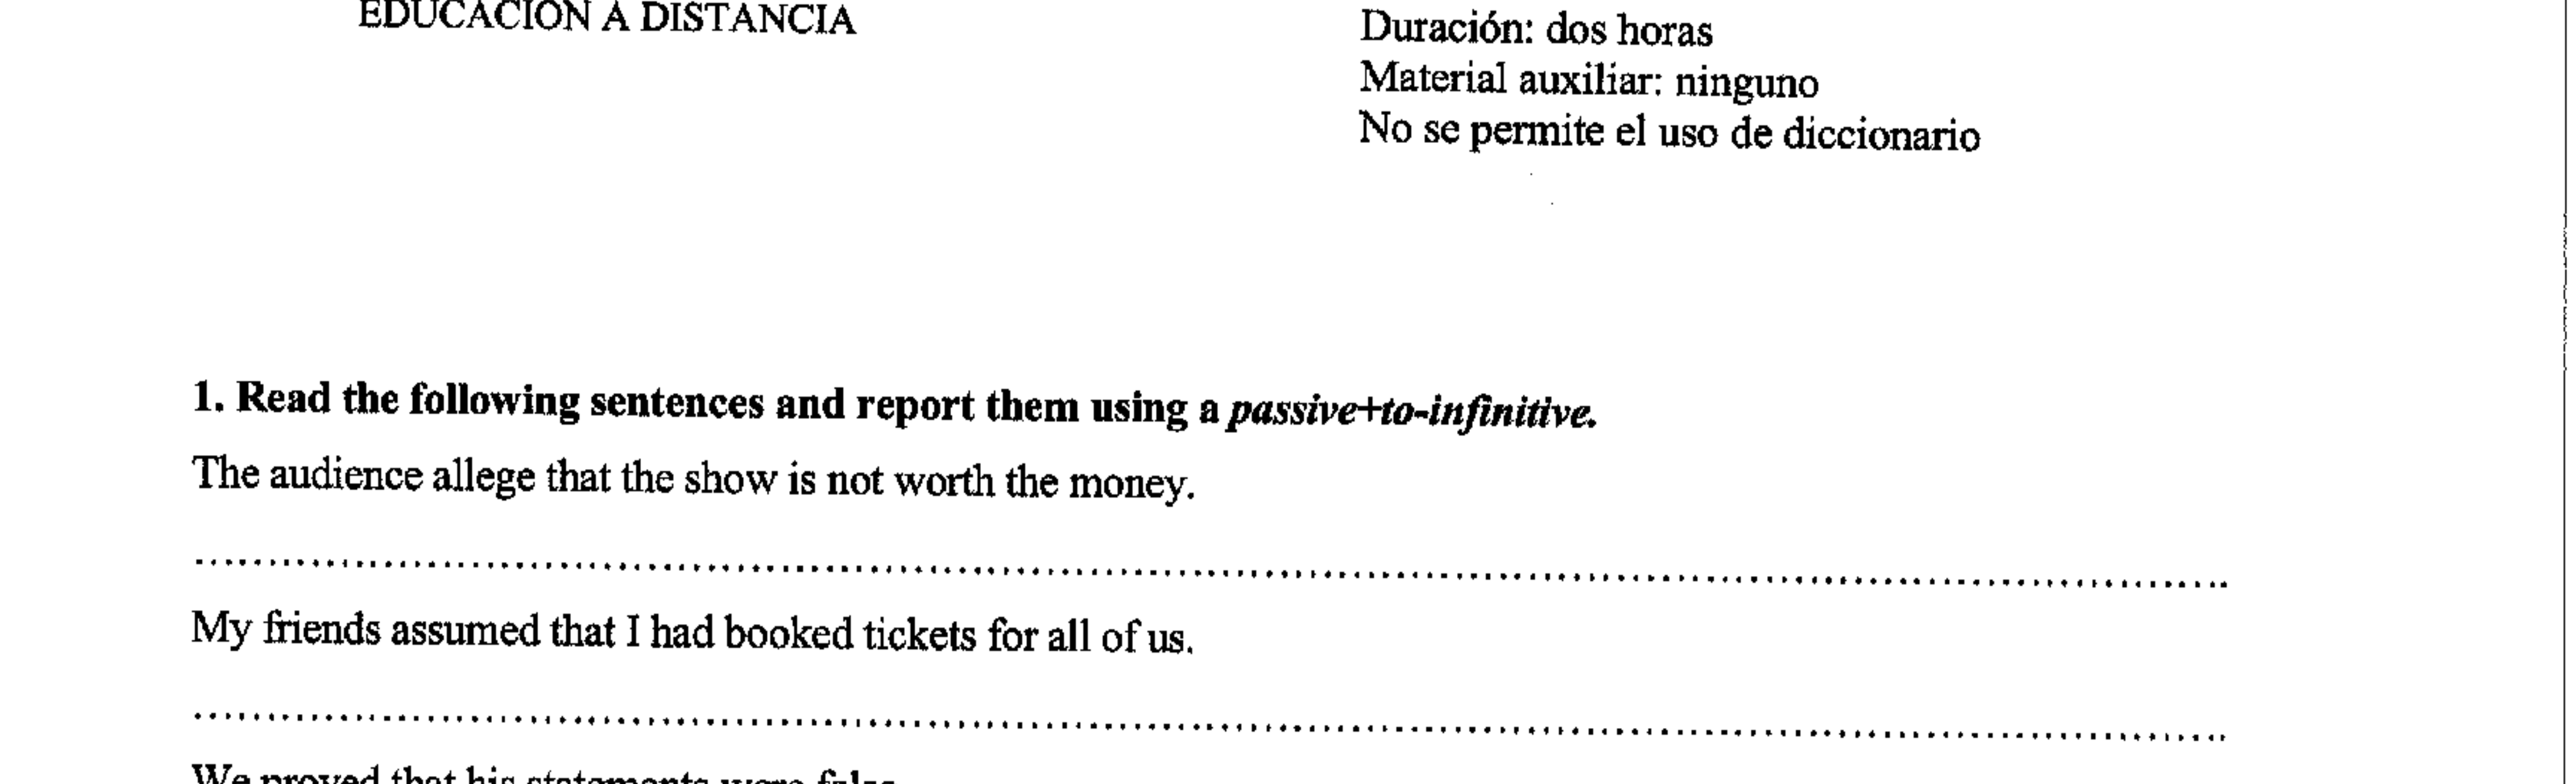 EDUCACIÓN A DISTANCIA
Duración: dos horas
Material auxiliar: ninguno
No se permite el uso de diccionario
1. Read the following sentences and report them using a passive+to-infinitive.
The audience allege that the show is not worth the money.
................................................................................
My friends assumed that I had booked tickets for all of us.
................................................................................
We proved that his statements were false